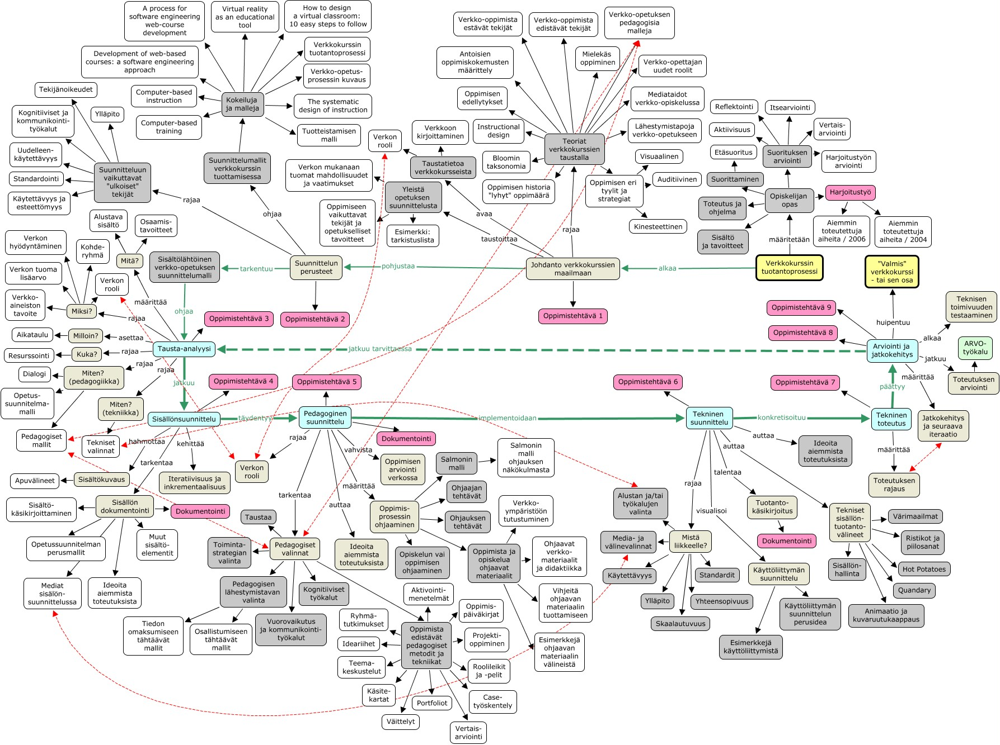 A process for
software engineering
web-course
development
Virtual reality
as an educational
tool
How to design
a virtual classroom:
10 easy steps to follow
Verkkokurssin
tuotantoprosessi
Verkko-opetus-
prosessin kuvaus
The systematic
design of instruction
Tuotteistamisen
malli
Development of web-based
courses: a software engineering
approach
Computer-based
instruction
Computer-based
training
Kokeiluja
ja malleja
Tekijänoikeudet
Kognitiiviset ja
kommunikointi-
työkalut
Ylläpito
Uudelleen-
käytettävyys
Standardointi
Käytettävyys ja
esteettömyys
Suunnitteluun
vaikuttavat
"ulkoiset"
tekijät
Suunnittelumallit
verkkokurssin
tuottamisessa
rajaa
ohjaa
Verkko-oppimista
estävät tekijät
Verkko-oppimista
edistävät tekijät
Verkko-opetuksen
pedagogisia
malleja
Antoisien
oppimiskokemusten
määrittely
Mielekäs
oppiminen
Verkko-opettajan
uudet roolit
Oppimisen
edellytykset
Mediataidot
verkko-opiskelussa
Instructional
design
Lähestymistapoja
verkko-opetukseen
Bloomin
taksonomia
Teoriat
verkkokurssien
taustalla
Oppimisen historia
"lyhyt" oppimäärä
Oppimisen eri
tyylit ja
strategiat
Visuaalinen
Auditiivinen
Kinesteettinen
Verkon
rooli
Verkkoon
kirjoittaminen
Taustatietoa
verkkokursseista
Verkon mukanaan
tuomat mahdollisuudet
ja vaatimukset
Yleistä
opetuksen
suunnittelusta
Oppimiseen
vaikuttavat
tekijät ja
opetukselliset
tavoitteet
Esimerkki:
tarkistuslista
avaa
taustoittaa
rajaa
Reflektointi
Itsearviointi
Aktiivisuus
Vertais-
arviointi
Etäsuoritus
Suorituksen
arviointi
Harjoitustyön
arviointi
Suorittaminen
Toteutus ja
ohjelma
Opiskelijan
opas
Harjoitustyö
Sisältö
ja tavoitteet
Aiemmin
toteutettuja
aiheita / 2006
Aiemmin
toteutettuja
aiheita / 2004
määritetään
Verkkokurssin
tuotantoprosessi
alkaa
Johdanto verkkokurssien
maailmaan
pohjustaa
Suunnittelun
perusteet
tarkentuu
Sisältölähtöinen
verkko-opetuksen
suunnittelumalli
ohjaa
Oppimistehtävä 1
Oppimistehtävä 2
Oppimistehtävä 3
Alustava
sisältö
Osaamis-
tavoitteet
Verkon
hyödyntäminen
Kohde-
ryhmä
Mitä?
Verkon tuoma
lisäarvo
Verkon
rooli
Verkko-
aineiston
tavoite
Miksi?
määrittää
rajaa
Aikataulu
Milloin?
asettaa
Resurssointi
Kuka?
rajaa
Tausta-analyysi
Dialogi
Miten?
(pedagogiikka)
rajaa
rajaa
Opetus-
suunnitelma-
malli
Miten?
(tekniikka)
Pedagogiset
mallit
Tekniset
valinnat
jatkuu
jatkuu tarvittaessa
"Valmis"
verkkokurssi
- tai sen osa
huipentuu
Oppimistehtävä 9
Oppimistehtävä 8
Teknisen
toimivuuden
testaaminen
alkaa
Arviointi ja
jatkokehitys
ARVO-
työkalu
jatkuu
Toteutuksen
arviointi
määrittää
päättyy
Oppimistehtävä 4
Oppimistehtävä 5
Oppimistehtävä 6
Oppimistehtävä 7
Sisällönsuunnittelu
täydentyy
Pedagoginen
suunnittelu
implementoidaan
Tekninen
suunnittelu
konkretisoituu
Tekninen
toteutus
Jatkokehitys
ja seuraava
iteraatio
määrittää
Toteutuksen
rajaus
hahmottaa
kehittää
tarkentaa
Apuvälineet
Sisältökuvaus
Iteratiivisuus ja
inkrementaalisuus
Sisältö-
käsikirjoittaminen
Sisällön
dokumentointi
Dokumentointi
Opetussuunnitelman
perusmallit
Muut
sisältö-
elementit
Mediat
sisälön-
suunnittelussa
Ideoita
aiemmista
toteutuksista
rajaa
Verkon
rooli
vahvista
Dokumentointi
Oppimisen
arviointi
verkossa
määrittää
tarkentaa
auttaa
Salmonin
malli
Salmonin
malli
ohjauksen
näkökulmasta
Ohjaajan
tehtävät
Oppimis-
prosessin
ohjaaminen
Ohjauksen
tehtävät
Verkko-
ympäristöön
tutustuminen
Taustaa
Toiminta-
strategian
valinta
Pedagogiset
valinnat
Ideoita
aiemmista
toteutuksista
Opiskelun vai
oppimisen
ohjaaminen
Oppimista ja
opiskelua
ohjaavat
materiaalit
Ohjaavat
verkko-
materiaalit
ja didaktiikka
Vihjeitä
ohjaavan
materiaalin
tuottamiseen
Esimerkkejä
ohjaavan
materiaalin
välineistä
Pedagogisen
lähestymistavan
valinta
Kognitiiviset
työkalut
Tiedon
omaksumiseen
tähtäävät
mallit
Osallistumiseen
tähtäävät
mallit
Vuorovaikutus
ja kommunikointi-
työkalut
Aktivointi-
menetelmät
Ryhmä-
tutkimukset
Oppimis-
päiväkirjat
Ideariihet
Oppimista
edistävät
pedagogiset
metodit ja
tekniikat
Projekti-
oppiminen
Teema-
keskustelut
Roolileikit
ja -pelit
Käsite-
kartat
Portfoliot
Case-
työskentely
Väittelyt
Vertais-
arviointi
auttaa
Ideoita
aiemmista
toteutuksista
auttaa
talentaa
rajaa
visualisoi
Alustan ja/tai
työkalujen
valinta
Tuotanto-
käsikirjoitus
Dokumentointi
Tekniset
sisällön-
tuotanto-
välineet
Värimaailmat
Ristikot ja
piilosanat
Hot Potatoes
Quandary
Sisällön-
hallinta
Animaatio ja
kuvaruutukaappaus
Media- ja
välinevalinnat
Mistä
liikkeelle?
Käytettävyys
Standardit
Ylläpito
Yhteensopivuus
Skaalautuvuus
Käyttöliittymän
suunnittelu
Käyttöliittymän
suunnittelun
perusidea
Esimerkkejä
käyttöliittymistä